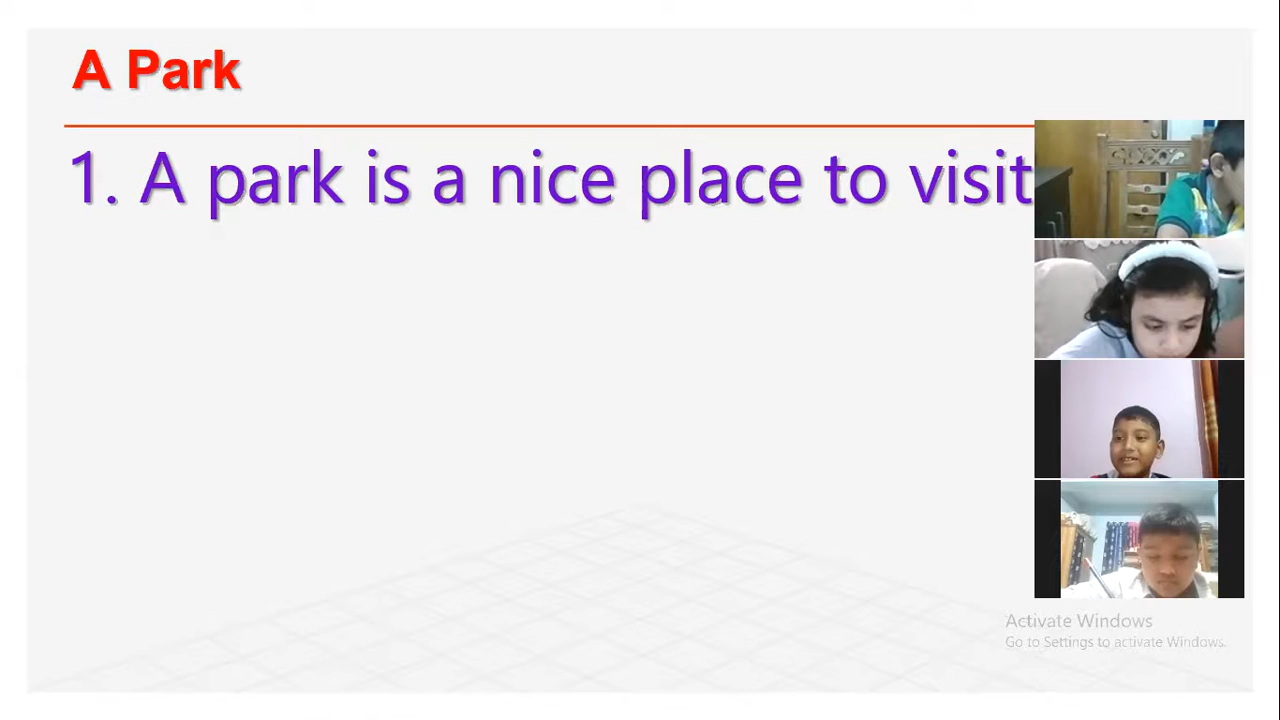 A Park
1. A park is a nice place to visit
Activate Windows
Go to Settings to activate Windows.